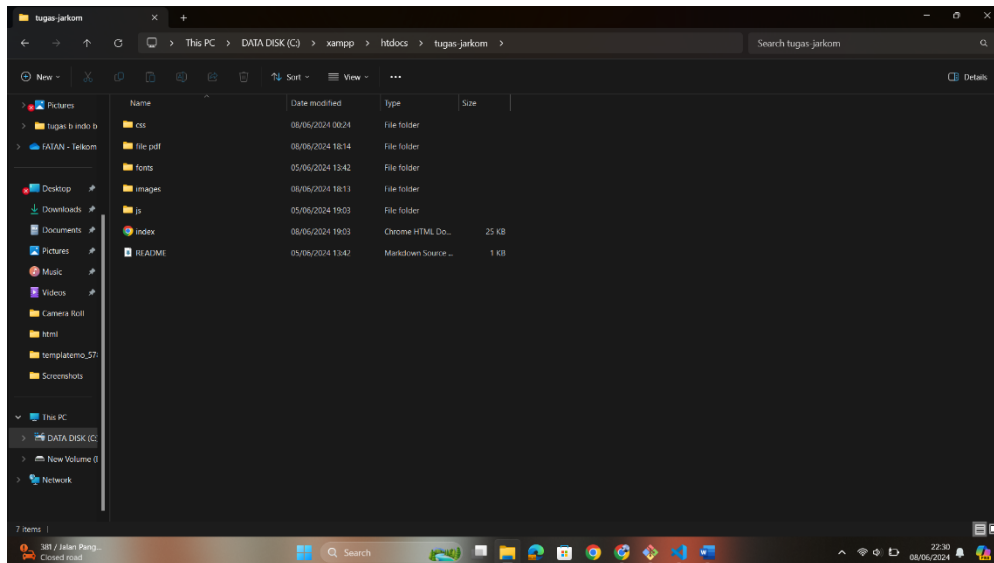 tugas-jarkom
This PC > DATA DISK (C:) > xampp > htdocs > tugas-jarkom >
Search tugas-jarkom
New
Sort
View
Details
Name Date modified Type Size
css 08/06/2024 00:24 File folder
file pdf 08/06/2024 18:14 File folder
fonts 05/06/2024 13:42 File folder
images 08/06/2024 18:13 File folder
js 05/06/2024 19:03 File folder
index 08/06/2024 19:03 Chrome HTML Do... 25 KB
README 05/06/2024 13:42 Markdown Source ... 1 KB
Pictures
tugas b indo b
FATAN - Telkom
Desktop
Downloads
Documents
Pictures
Music
Videos
Camera Roll
html
templatemo_57
Screenshots
This PC
DATA DISK (C:
New Volume (
Network
7 items
381 / Jalan Pang...
Closed road
Search
22:30
08/06/2024